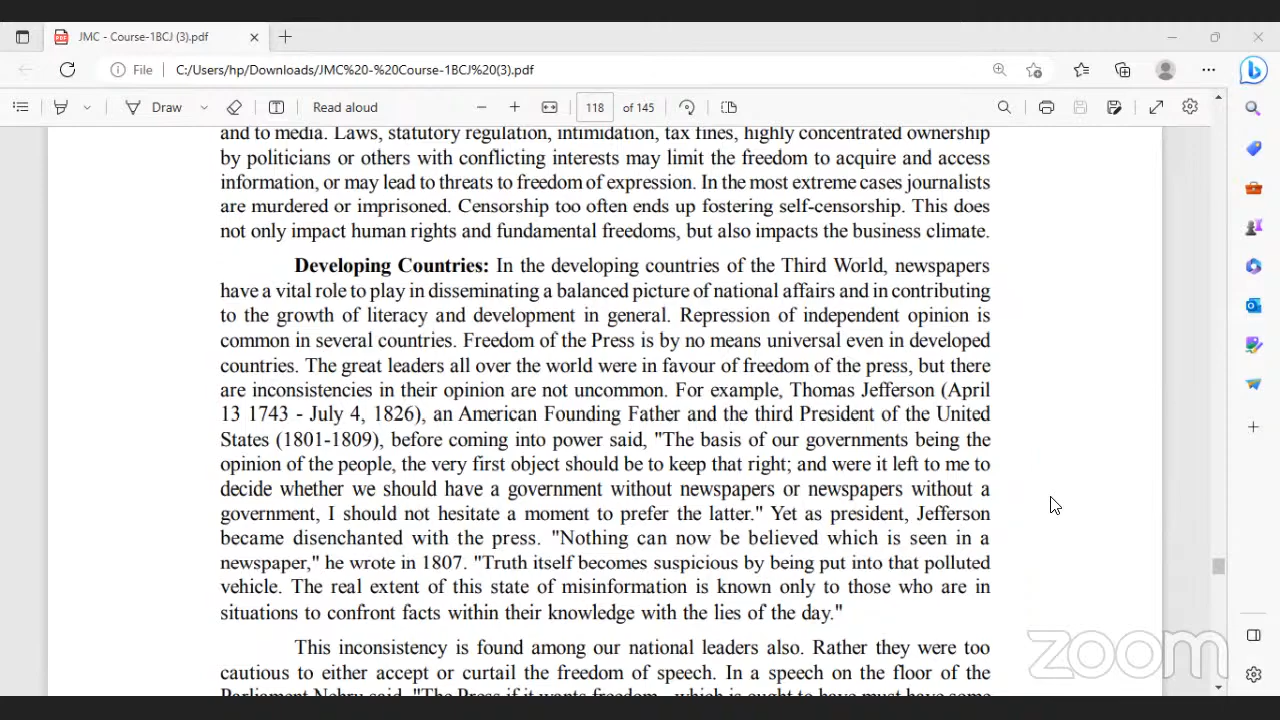 JMC - Course-1BCJ (3).pdf
File C:/Users/hp/Downloads/JMC%20-%20Course-1BCJ%20(3).pdf
Draw Read aloud 118 of 145
and to media. Laws, statutory regulation, intimidation, tax fines, highly concentrated ownership
by politicians or others with conflicting interests may limit the freedom to acquire and access
information, or may lead to threats to freedom of expression. In the most extreme cases journalists
are murdered or imprisoned. Censorship too often ends up fostering self-censorship. This does
not only impact human rights and fundamental freedoms, but also impacts the business climate.
Developing Countries: In the developing countries of the Third World, newspapers
have a vital role to play in disseminating a balanced picture of national affairs and in contributing
to the growth of literacy and development in general. Repression of independent opinion is
common in several countries. Freedom of the Press is by no means universal even in developed
countries. The great leaders all over the world were in favour of freedom of the press, but there
are inconsistencies in their opinion are not uncommon. For example, Thomas Jefferson (April
13 1743 - July 4, 1826), an American Founding Father and the third President of the United
States (1801-1809), before coming into power said, "The basis of our governments being the
opinion of the people, the very first object should be to keep that right; and were it left to me to
decide whether we should have a government without newspapers or newspapers without a
government, I should not hesitate a moment to prefer the latter." Yet as president, Jefferson
became disenchanted with the press. "Nothing can now be believed which is seen in a
newspaper," he wrote in 1807. "Truth itself becomes suspicious by being put into that polluted
vehicle. The real extent of this state of misinformation is known only to those who are in
situations to confront facts within their knowledge with the lies of the day."
This inconsistency is found among our national leaders also. Rather they were too
cautious to either accept or curtail the freedom of speech. In a speech on the floor of the
Parliament Nehru said, "The Press if it wants freedom - which is ought to have must have some
zoom